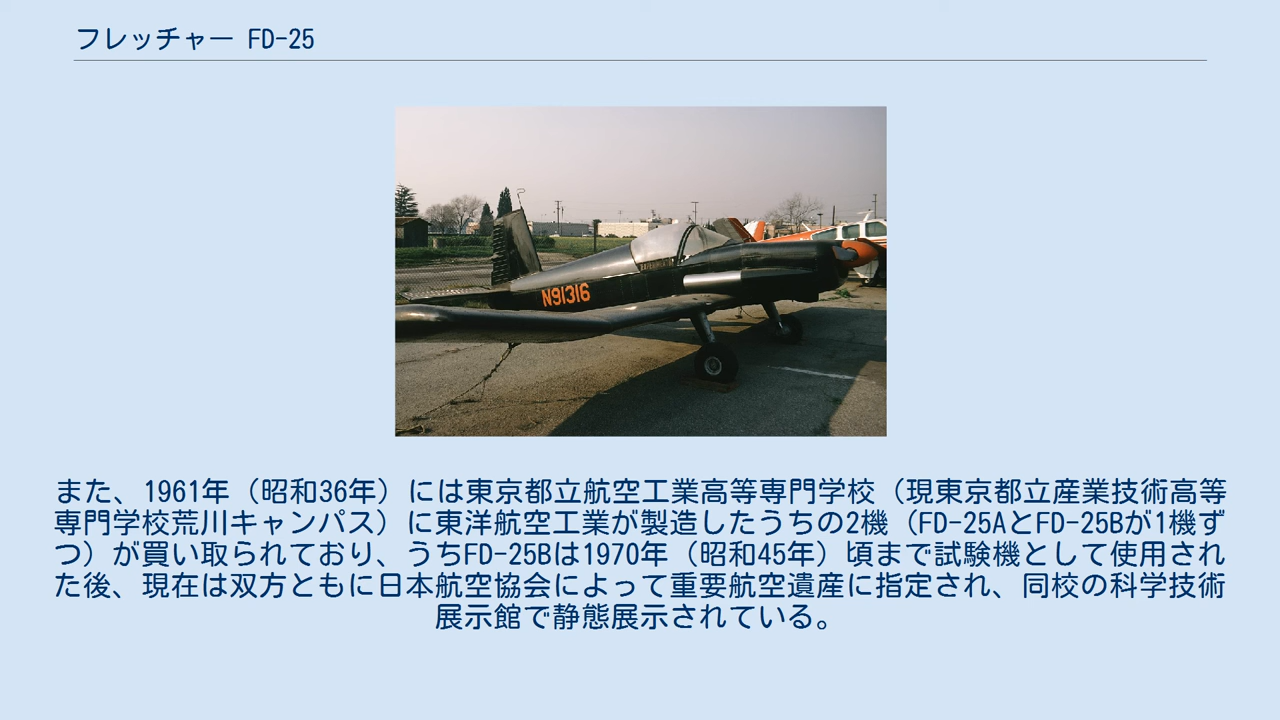 フレッチャー FD-25
N91316
また、1961年（昭和36年）には東京都立航空工業高等専門学校（現東京都立産業技術高等
専門学校荒川キャンパス）に東洋航空工業が製造したうちの2機（FD-25AとFD-25Bが1機ず
つ）が買い取られており、うちFD-25Bは1970年（昭和45年）頃まで試験機として使用され
た後、現在は双方ともに日本航空協会によって重要航空遺産に指定され、同校の科学技術
展示館で静態展示されている。